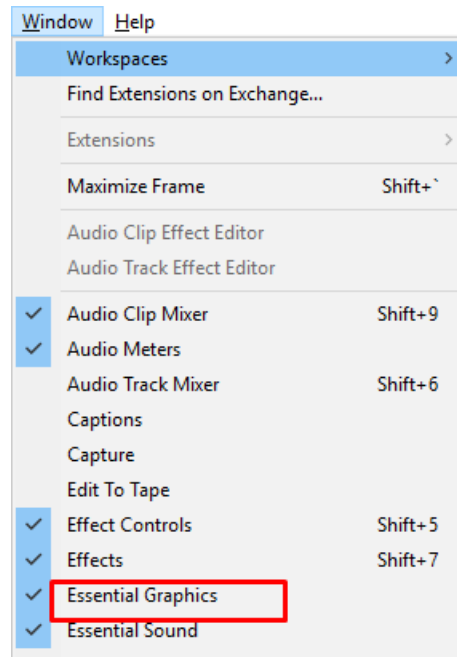 Window Help
Workspaces
Find Extensions on Exchange...
Extensions
Maximize Frame Shift+`
Audio Clip Effect Editor
Audio Track Effect Editor
Audio Clip Mixer Shift+9
Audio Meters
Audio Track Mixer Shift+6
Captions
Capture
Edit To Tape
Effect Controls Shift+5
Effects Shift+7
Essential Graphics
Essential Sound